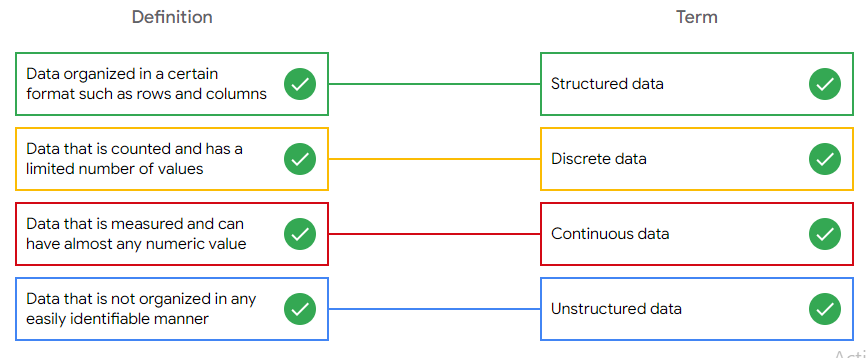 Definition
Term
Data organized in a certain
format such as rows and columns
Structured data
Data that is counted and has a
limited number of values
Discrete data
Data that is measured and can
have almost any numeric value
Continuous data
Data that is not organized in any
easily identifiable manner
Unstructured data